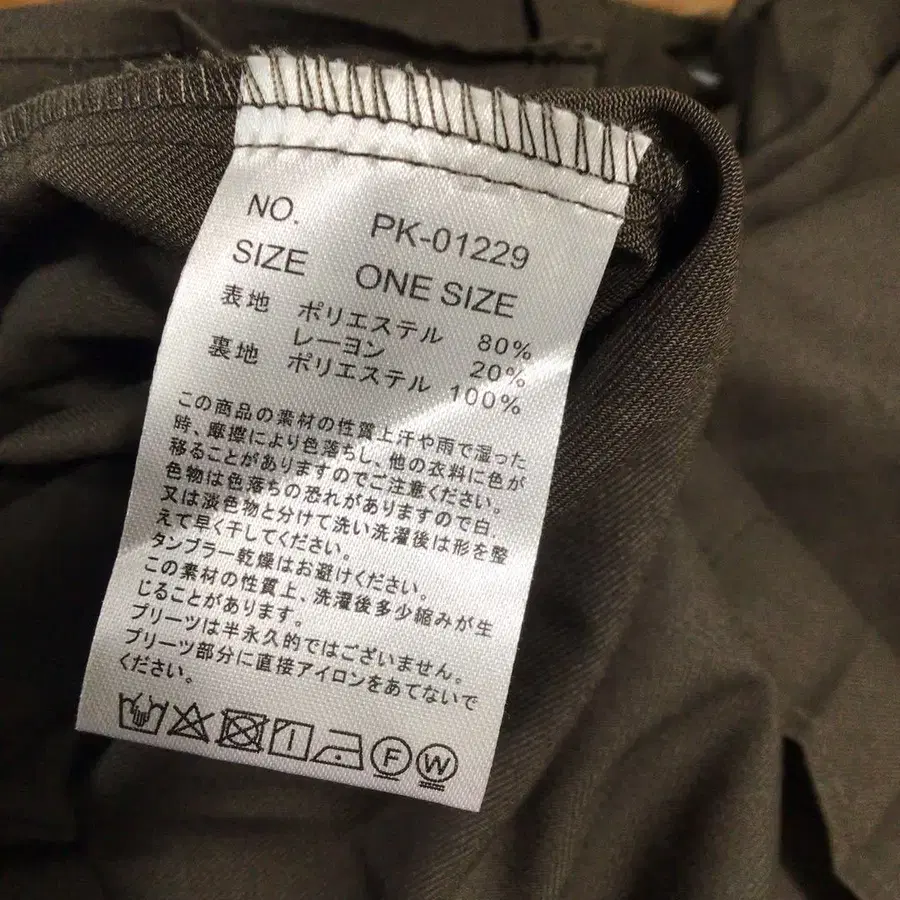 NO. PK-01229
SIZE ONE SIZE
表地 ポリエステル 80%
レーヨン 20%
裏地 ポリエステル 100%
この商品の素材の性質上汗や雨で湿った
時、摩擦により色落ちし、他の衣料に色が
移ることがありますのでご注意ください。
色物は色落ちの恐れがありますので白.
又は淡色物と分けて洗い洗濯後は形を整
えて早く干してください。
タンブラー乾燥はお避けください。
この素材の性質上、洗濯後多少縮みが生
じることがあります。
プリーツは半永久的ではございません。
プリーツ部分に直接アイロンをあてないで
ください。
F W